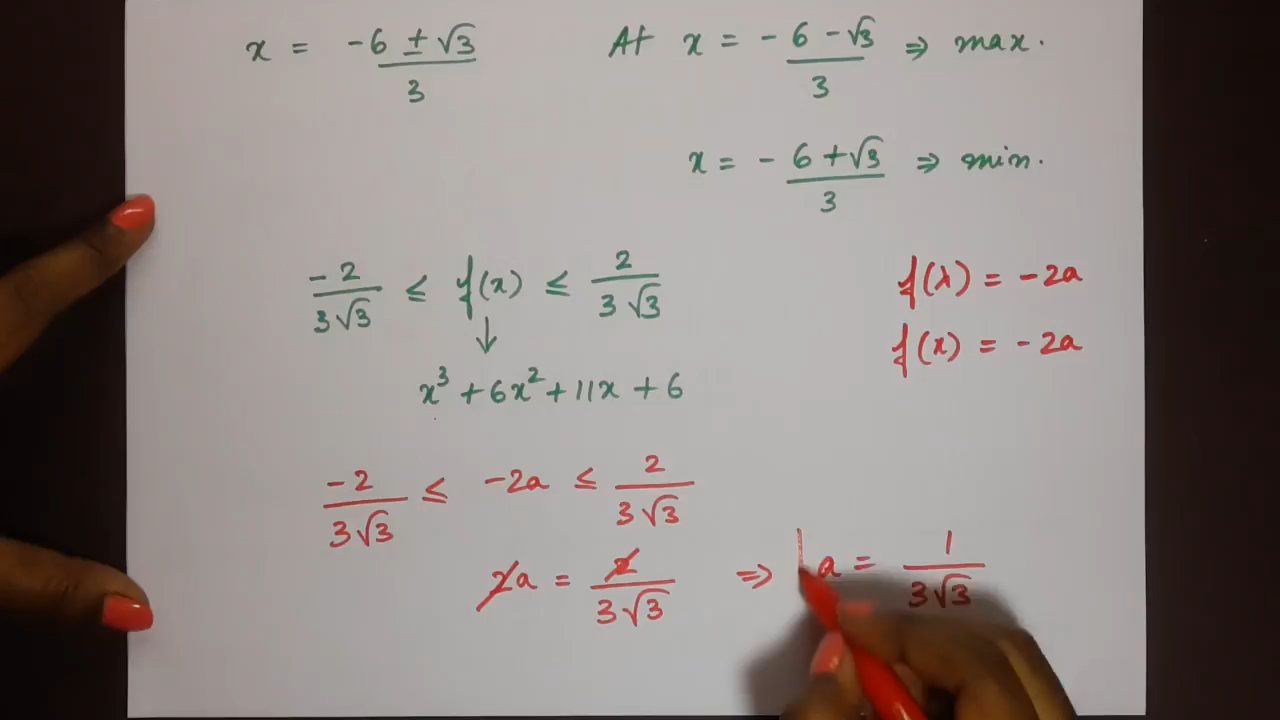 x = -6 ± √3 / 3
At x = - 6 - √3 / 3 ⇒ max.
x = - 6 + √3 / 3 ⇒ min.
-2 / 3√3 ≤ f(x) ≤ 2 / 3√3
↓
x³ + 6x² + 11x + 6
f(λ) = -2a
f(x) = -2a
-2 / 3√3 ≤ -2a ≤ 2 / 3√3
2a = 2 / 3√3 ⇒ a = 1 / 3√3